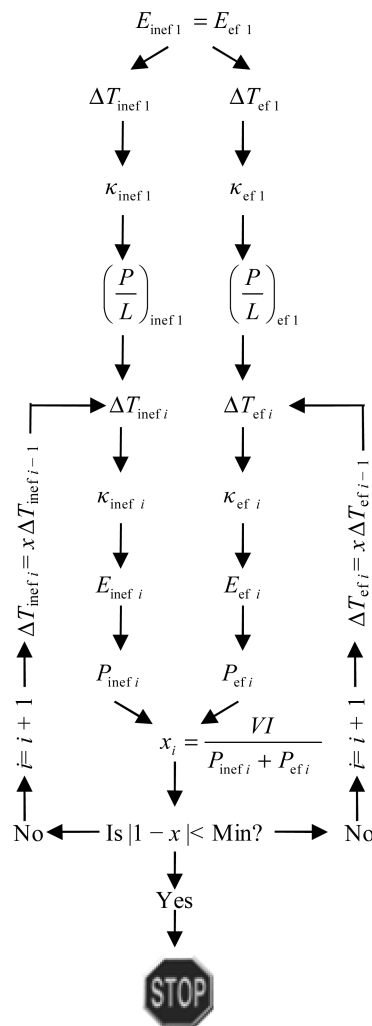 E_inef 1 = E_ef 1
ΔT_inef 1 ΔT_ef 1
κ_inef 1 κ_ef 1
(P/L)_inef 1 (P/L)_ef 1
ΔT_inef i ΔT_ef i
κ_inef i κ_ef i
E_inef i E_ef i
P_inef i P_ef i
x_i = VI / (P_inef i + P_ef i)
ΔT_inef i = x ΔT_inef i − 1
i = i + 1
ΔT_ef i = x ΔT_ef i − 1
i = i + 1
No Is |1 − x| < Min? No
Yes
STOP